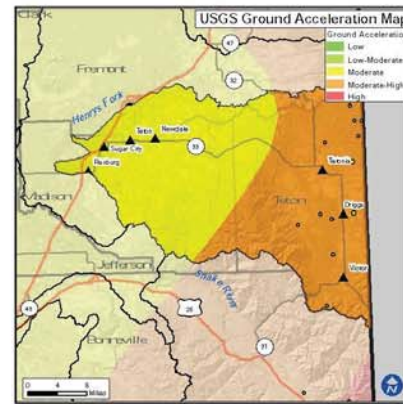 USGS Ground Acceleration Map
Ground Acceleration
Low
Low-Moderate
Moderate
Moderate-High
High
Clark
47
Fremont
32
Henrys Fork
Teton
Newdale
Sugar City
33
Rexburg
Tetonia
Madison
Teton
Driggs
Jefferson
Victor
Snake River
26
31
Bonneville
0
4
8
Miles
N